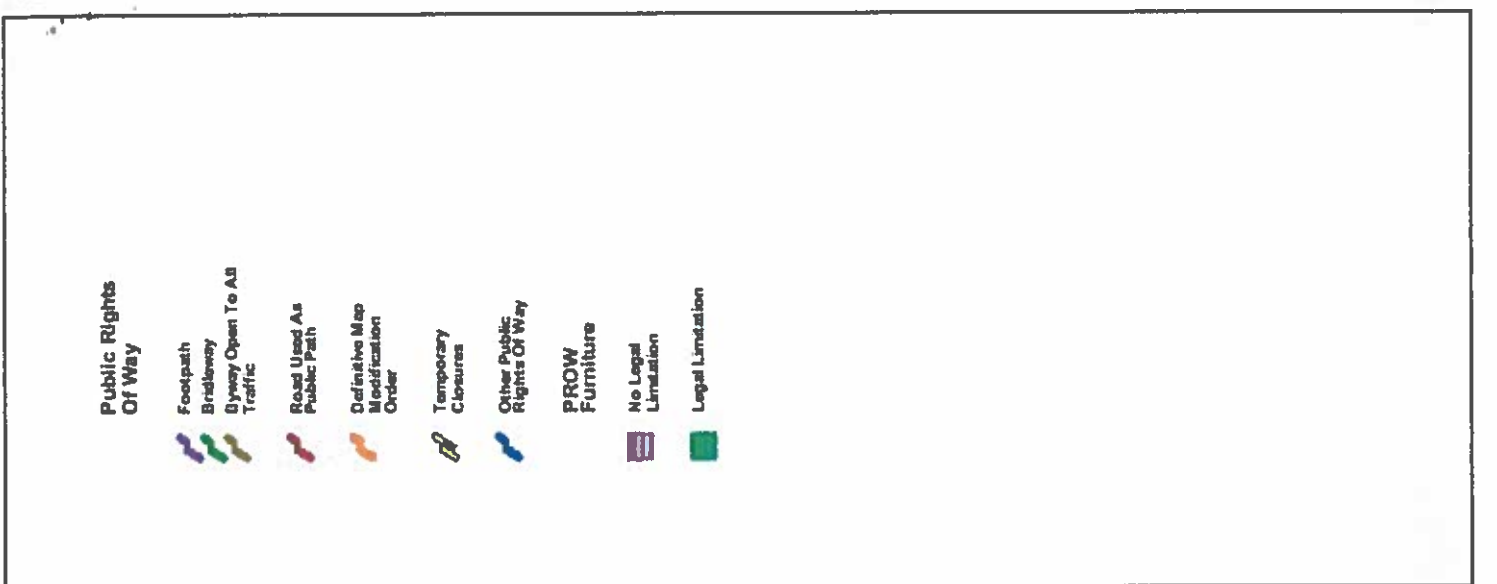 Public Rights
Of Way
Footpath
Bridleway
Byway Open To All
Traffic
Road Used As
Public Path
Definitive Map
Modification
Order
Temporary
Closures
Other Public
Rights Of Way
PROW
Furniture
No Legal
Limitation
Legal Limitation